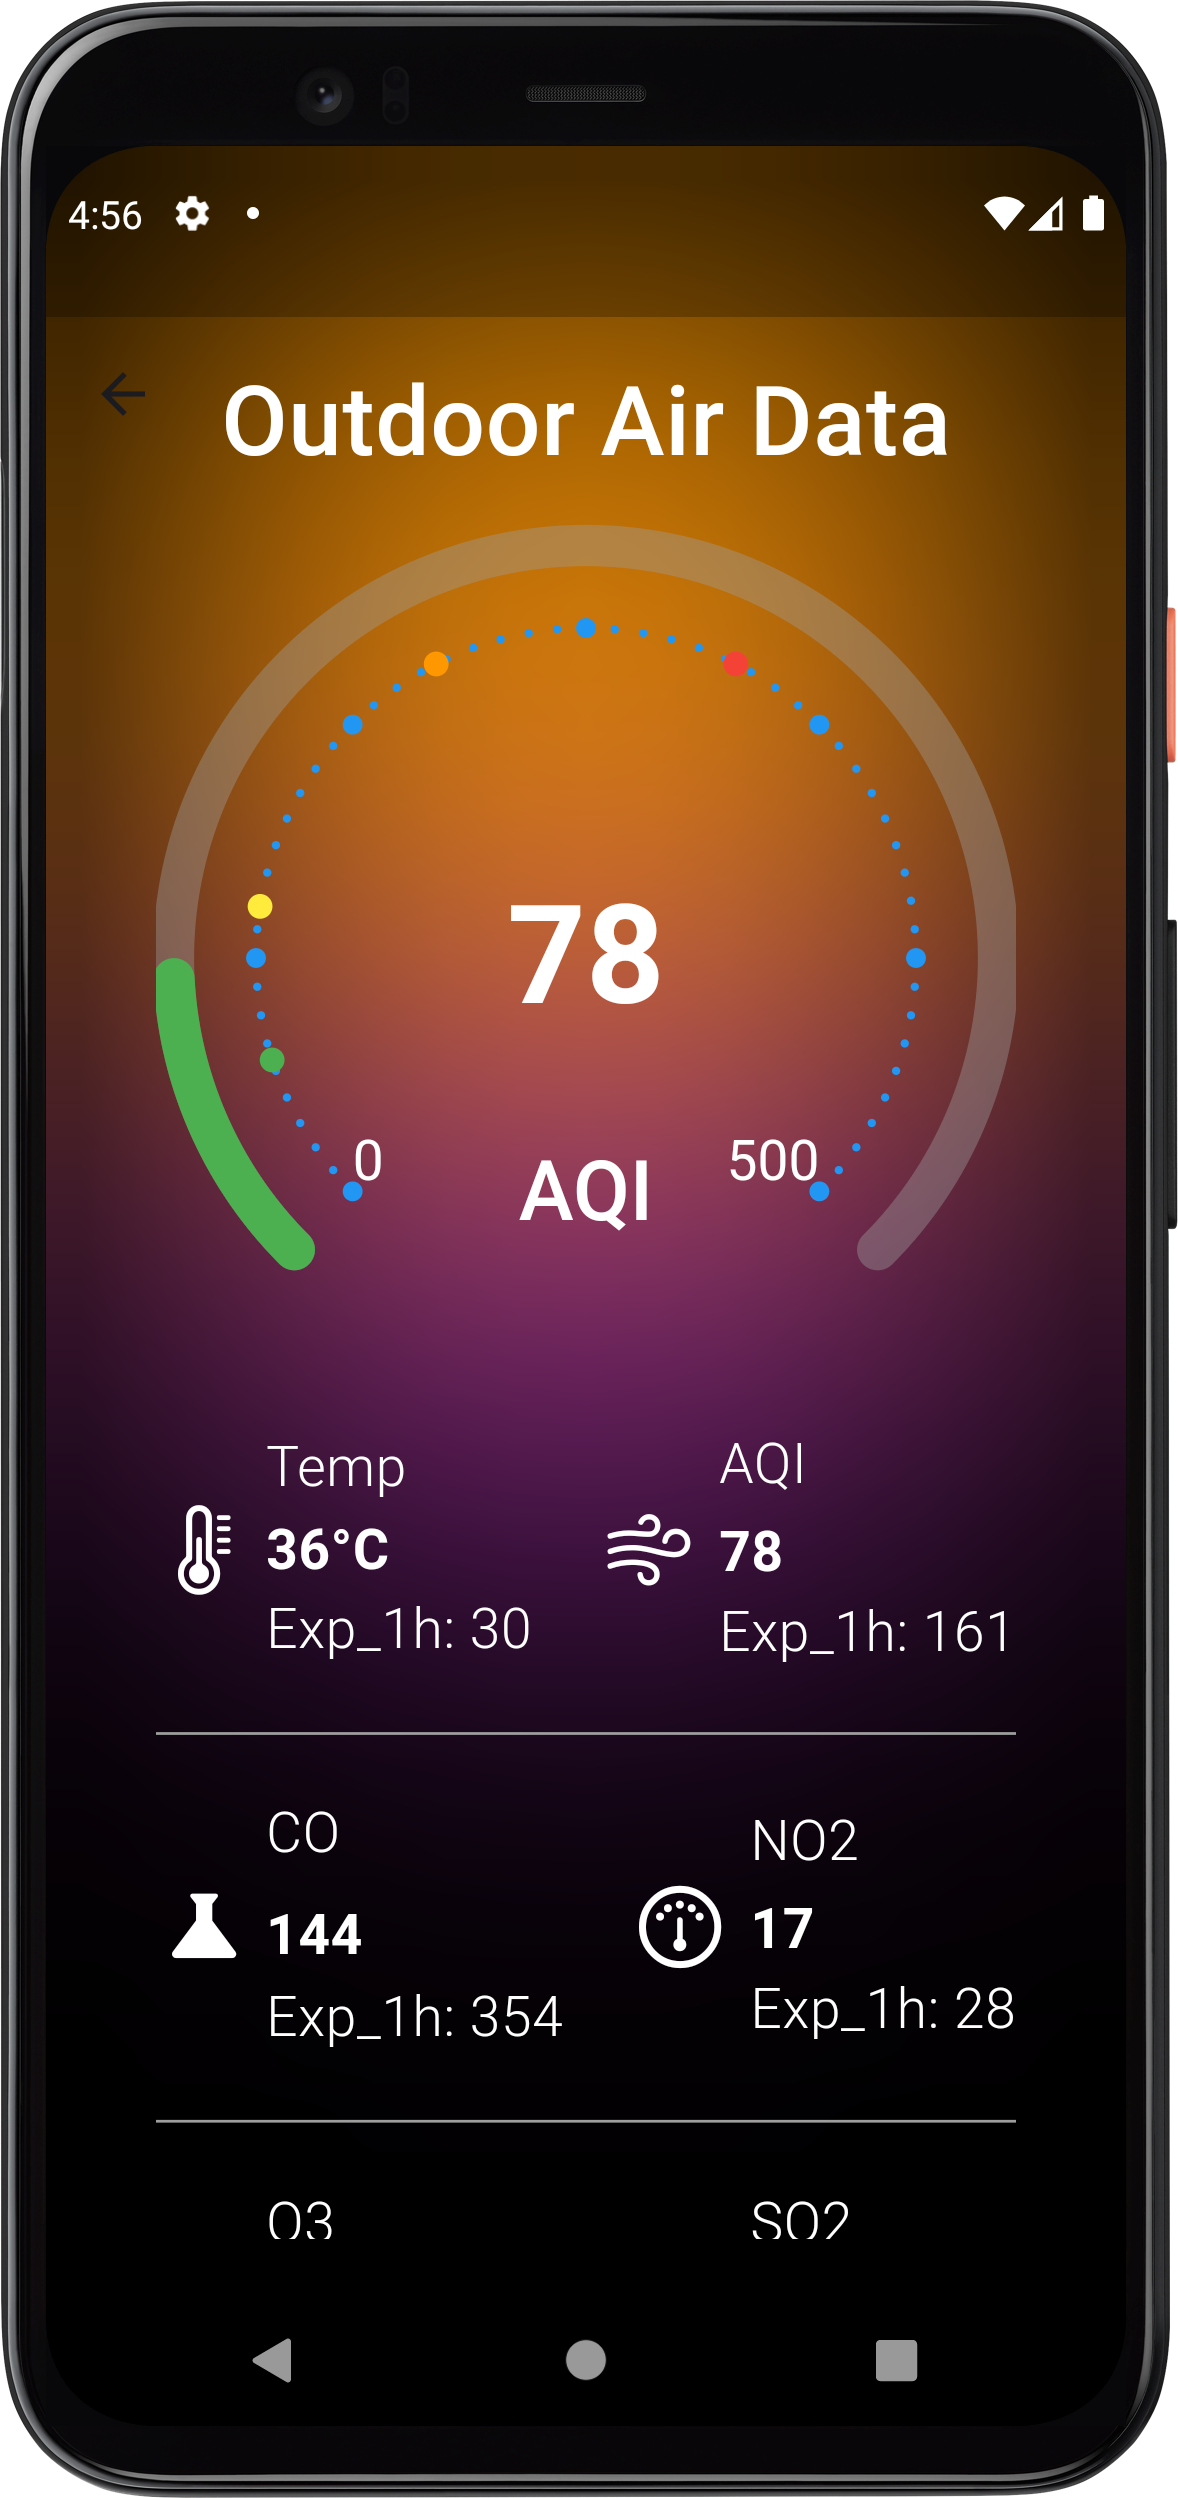 4:56
Outdoor Air Data
78
0
500
AQI
Temp
36°C
Exp_1h: 30
AQI
78
Exp_1h: 161
CO
144
Exp_1h: 354
NO2
17
Exp_1h: 28
O3
SO2